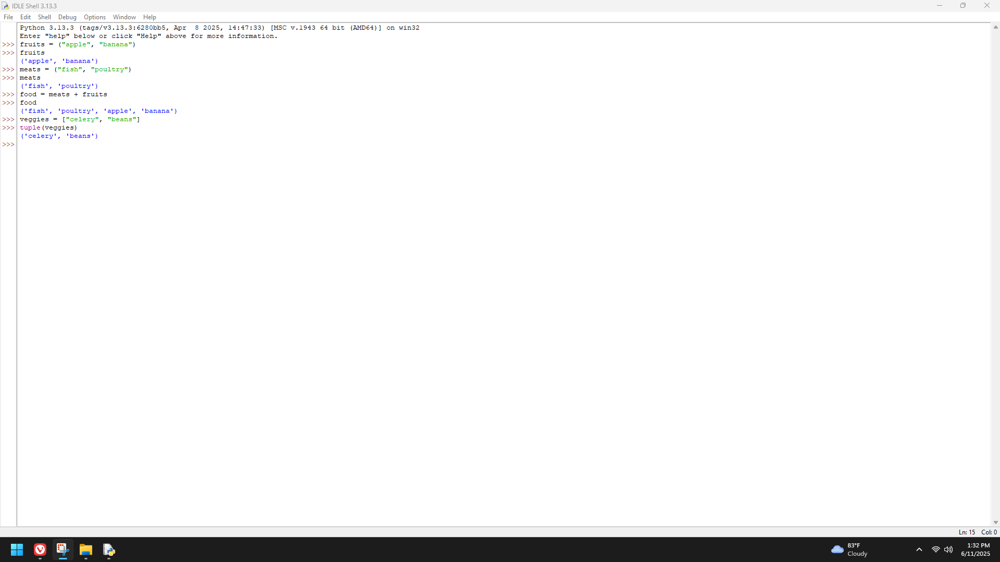 IDLE Shell 3.13.3
File Edit Shell Debug Options Window Help
Python 3.13.3 (tags/v3.13.3:6280bb5, Apr  8 2025, 14:47:33) [MSC v.1943 64 bit (AMD64)] on win32
Enter "help" below or click "Help" above for more information.
>>> fruits = ("apple", "banana")
>>> fruits
('apple', 'banana')
>>> meats = ("fish", "poultry")
>>> meats
('fish', 'poultry')
>>> food = meats + fruits
>>> food
('fish', 'poultry', 'apple', 'banana')
>>> veggies = ["celery", "beans"]
>>> tuple(veggies)
('celery', 'beans')
>>>
Ln: 15 Col: 0
83°F
Cloudy
1:32 PM
6/11/2025